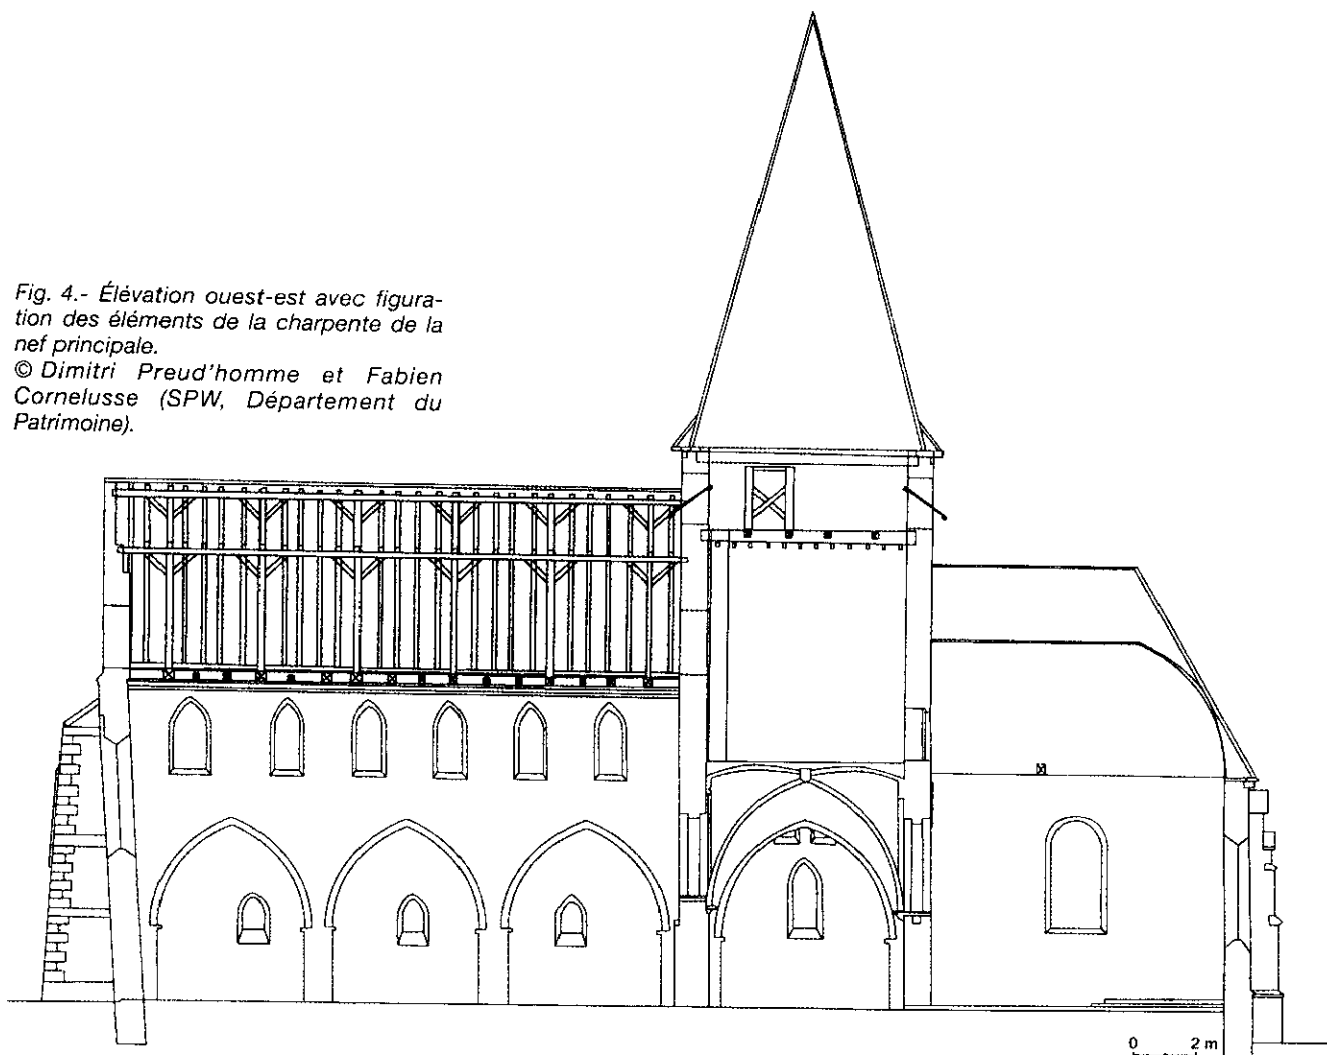 Fig. 4.- Élévation ouest-est avec figura-
tion des éléments de la charpente de la
nef principale.
© Dimitri Preud'homme et Fabien
Cornelusse (SPW, Département du
Patrimoine).
0 2 m